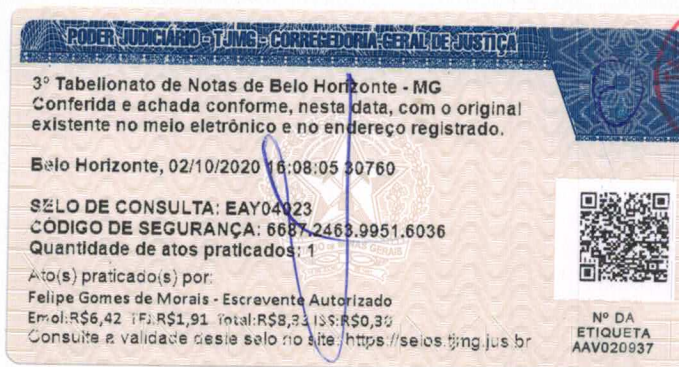 PODER JUDICIÁRIO - TJMG - CORREGEDORIA-GERAL DE JUSTIÇA
3º Tabelionato de Notas de Belo Horizonte - MG
Conferida e achada conforme, nesta data, com o original
existente no meio eletrônico e no endereço registrado.
Belo Horizonte, 02/10/2020 16:08:05 30760
SELO DE CONSULTA: EAY04923
CÓDIGO DE SEGURANÇA: 6687.2463.9951.6036
Quantidade de atos praticados: 1
Ato(s) praticado(s) por:
Felipe Gomes de Morais - Escrevente Autorizado
Emol:R$6,42 TFJ:R$1,91 Total:R$8,33 ISS:R$0,30
Consulte a validade deste selo no site: https://selos.tjmg.jus.br
Nº DA
ETIQUETA
AAV020937